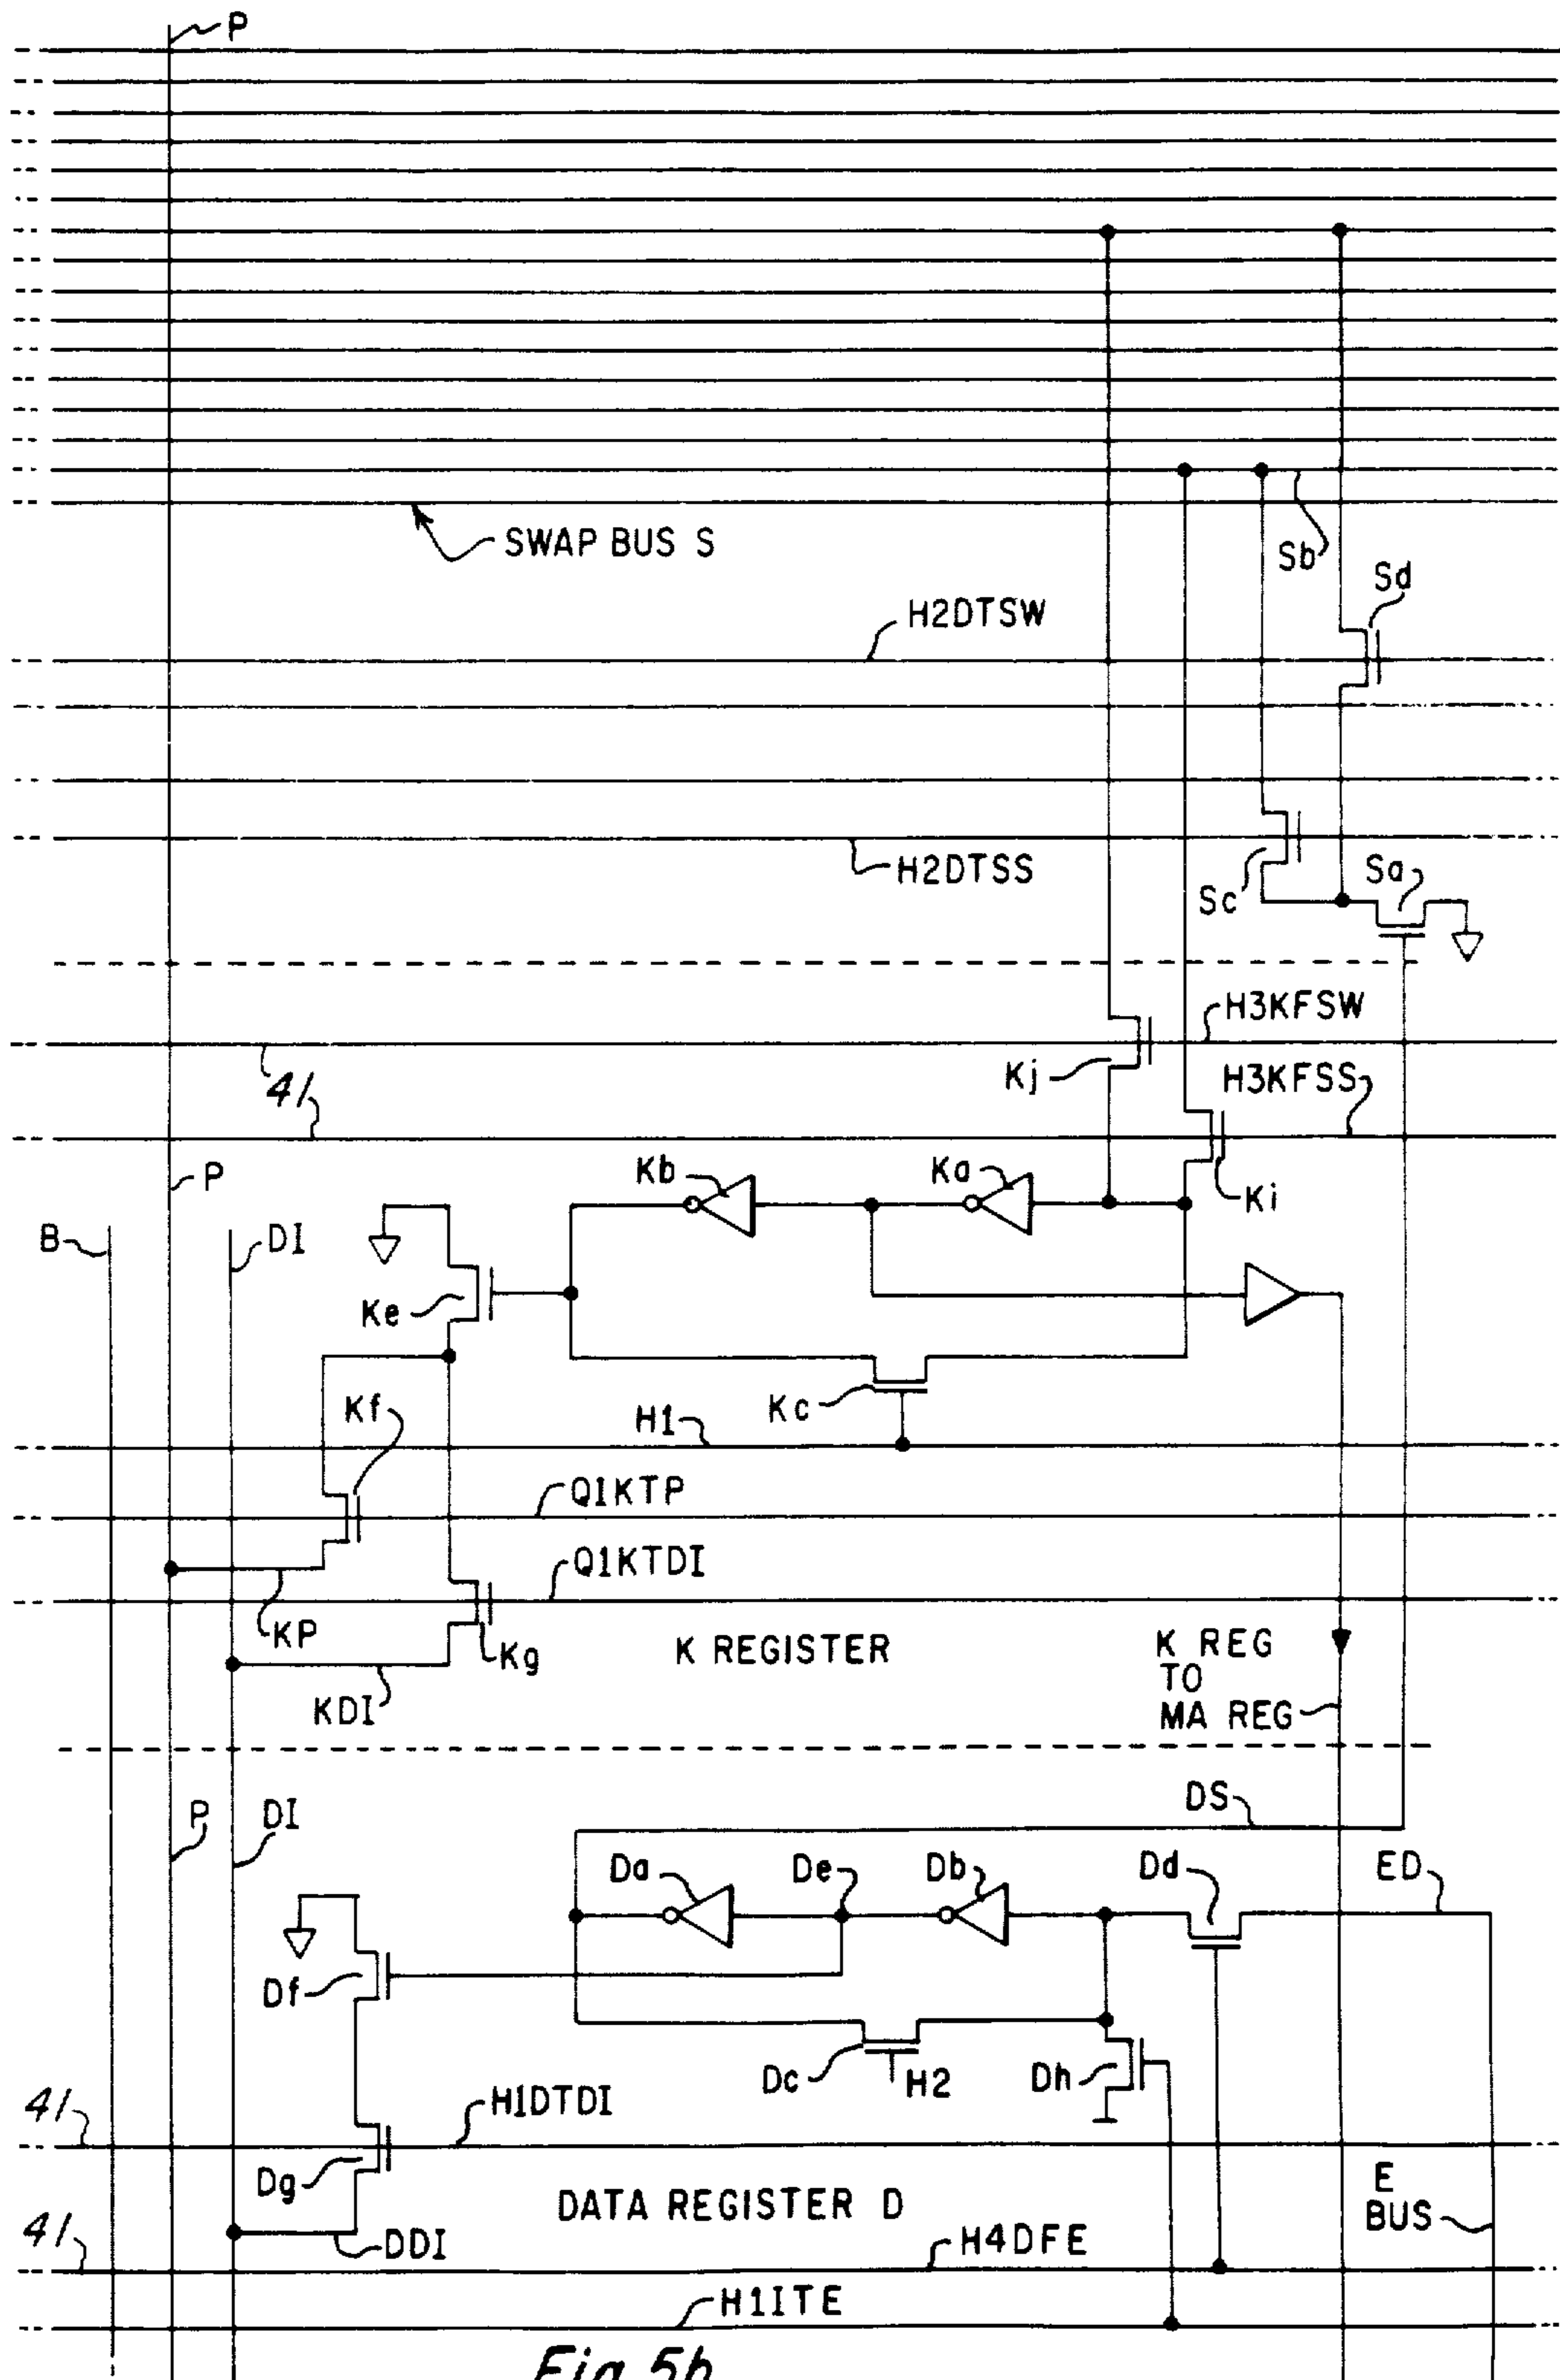 P
SWAP BUS S
Sb
Sd
H2DTSW
H2DTSS
Sc
Sa
H3KFSW
41
Kj
H3KFSS
P
Kb
Ka
Ki
B
DI
Ke
Kf
H1
Kc
Q1KTP
Q1KTDI
KP
Kg
K REGISTER
K REG
TO
MA REG
KDI
P
DI
DS
Da
De
Db
Dd
ED
Df
Dc
H2
Dh
41
H1DTDI
Dg
DATA REGISTER D
E
BUS
41
DDI
H4DFE
H1ITE
Fig. 5b